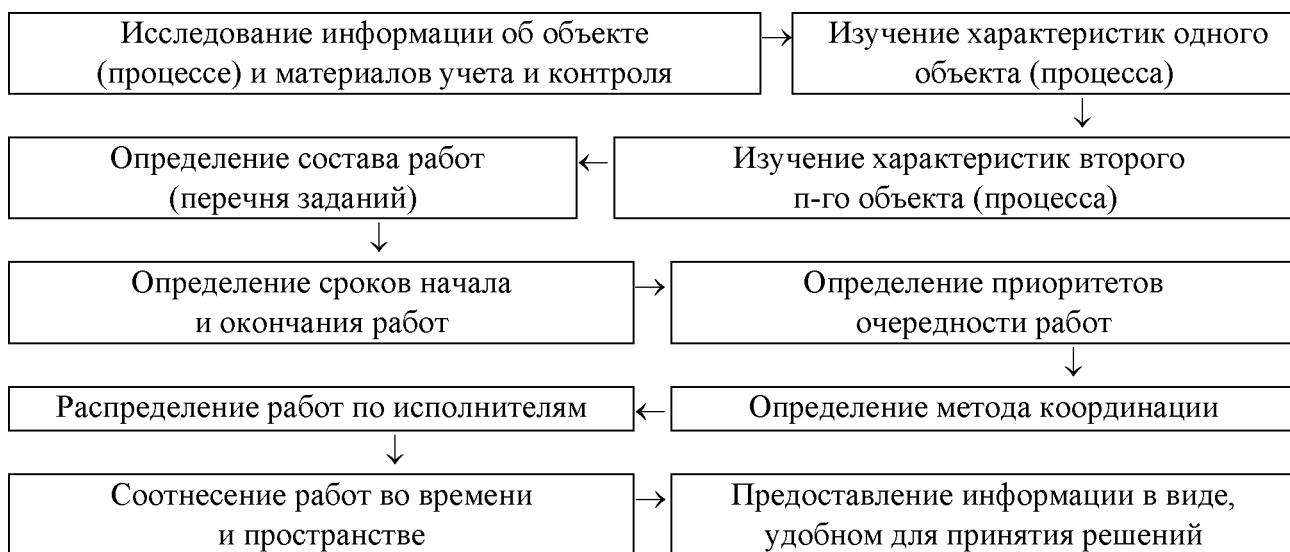 Исследование информации об объекте
(процессе) и материалов учета и контроля
Изучение характеристик одного
объекта (процесса)
Изучение характеристик второго
п-го объекта (процесса)
Определение состава работ
(перечня заданий)
Определение сроков начала
и окончания работ
Определение приоритетов
очередности работ
Определение метода координации
Распределение работ по исполнителям
Соотнесение работ во времени
и пространстве
Предоставление информации в виде,
удобном для принятия решений